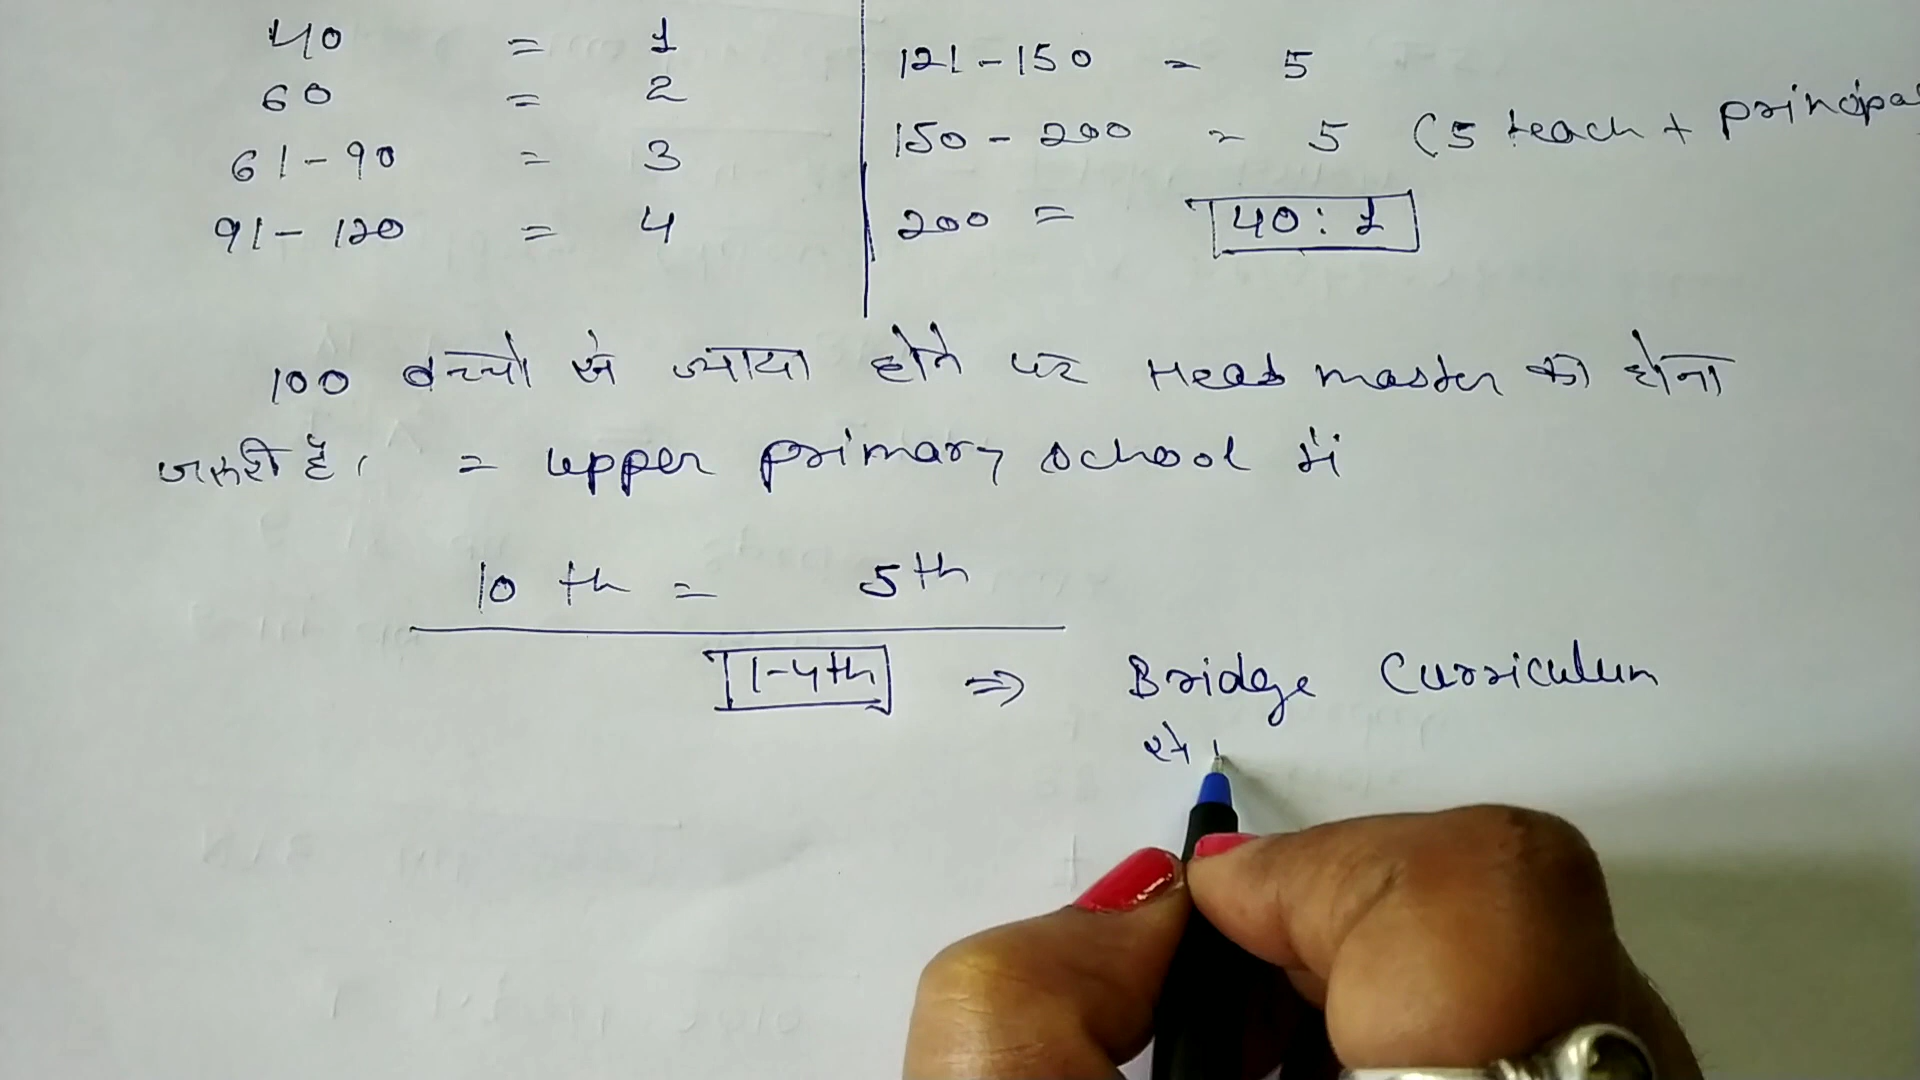 40 = 1
60 = 2
61-90 = 3
91-120 = 4
121-150 = 5
150-200 = 5 (5 teach + principal
200 = 40:1
100 बच्चो से ज्याया होने पर Head master का होना
जरूरी है। = upper primary school में
10 th = 5th
1-4th ⇒ Bridge Curriculum
से